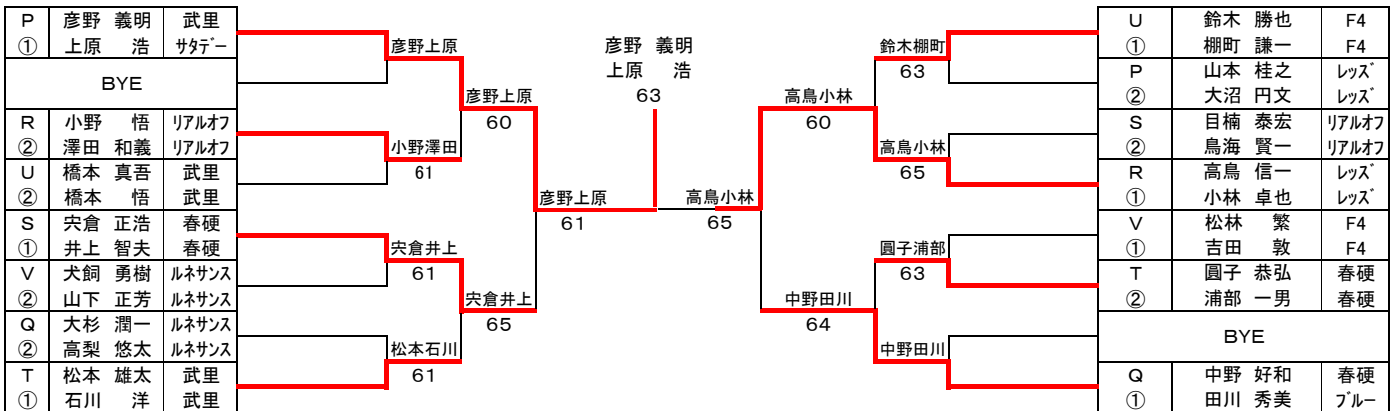 P 彦野 義明 武里
① 上原 浩 サタデー
BYE
R 小野 悟 リアルオフ
② 澤田 和義 リアルオフ
U 橋本 真吾 武里
② 橋本 悟 武里
S 宍倉 正浩 春硬
① 井上 智夫 春硬
V 犬飼 勇樹 ルネサンス
② 山下 正芳 ルネサンス
Q 大杉 潤一 ルネサンス
② 高梨 悠太 ルネサンス
T 松本 雄太 武里
① 石川 洋 武里
彦野上原
小野澤田
61
宍倉井上
61
松本石川
61
彦野上原
60
宍倉井上
65
彦野上原
61
彦野 義明
上原 浩
63
高鳥小林
65
高鳥小林
60
中野田川
64
鈴木棚町
63
高鳥小林
65
圓子浦部
63
中野田川
U 鈴木 勝也 F4
① 棚町 謙一 F4
P 山本 桂之 レッズ
② 大沼 円文 レッズ
S 目楠 泰宏 リアルオフ
② 鳥海 賢一 リアルオフ
R 高鳥 信一 レッズ
① 小林 卓也 レッズ
V 松林 繁 F4
① 吉田 敦 F4
T 圓子 恭弘 春硬
② 浦部 一男 春硬
BYE
Q 中野 好和 春硬
① 田川 秀美 ブルー